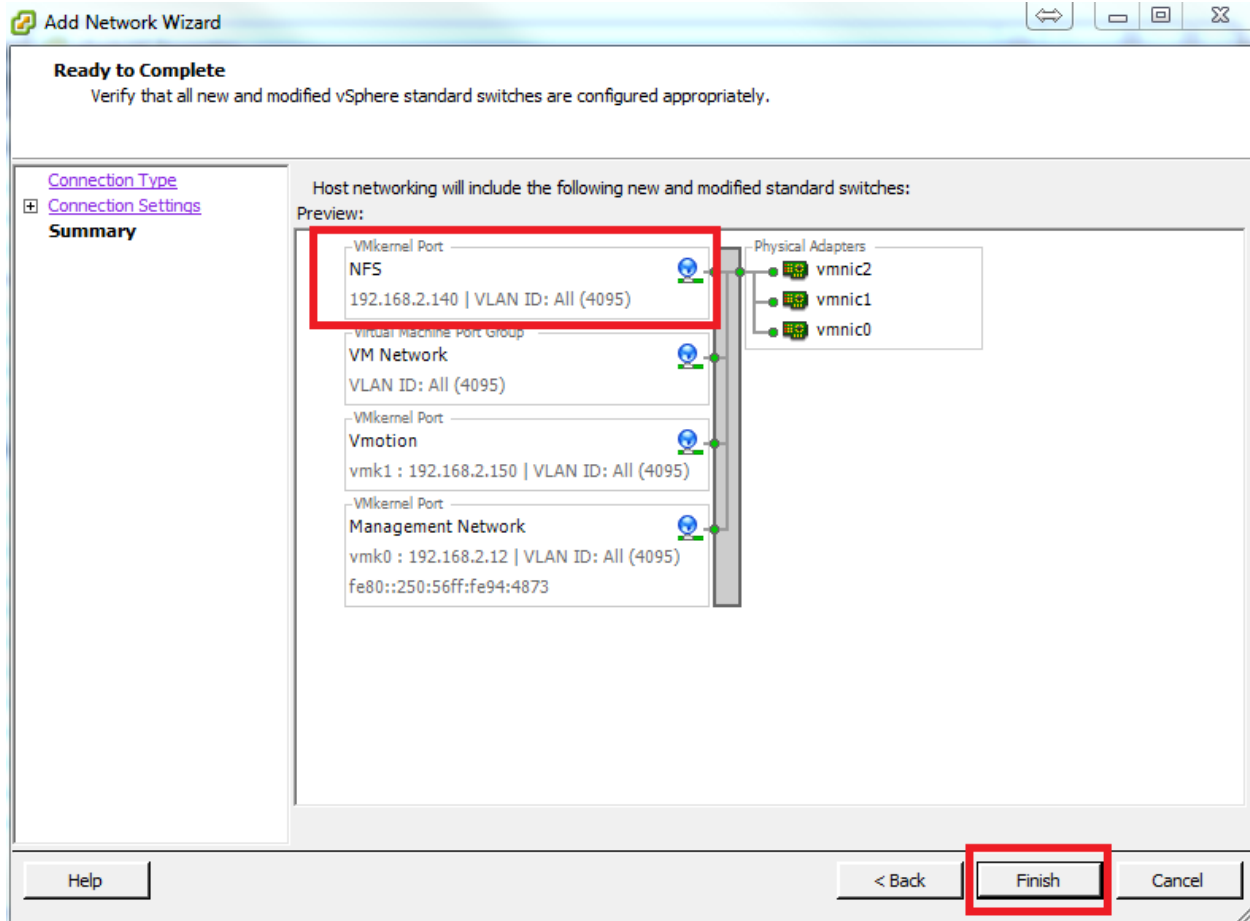 Add Network Wizard
Ready to Complete
Verify that all new and modified vSphere standard switches are configured appropriately.
Connection Type
Connection Settings
Summary
Host networking will include the following new and modified standard switches:
Preview:
VMkernel Port
NFS
192.168.2.140 | VLAN ID: All (4095)
Virtual Machine Port Group
VM Network
VLAN ID: All (4095)
VMkernel Port
Vmotion
vmk1 : 192.168.2.150 | VLAN ID: All (4095)
VMkernel Port
Management Network
vmk0 : 192.168.2.12 | VLAN ID: All (4095)
fe80::250:56ff:fe94:4873
Physical Adapters
vmnic2
vmnic1
vmnic0
Help
< Back
Finish
Cancel